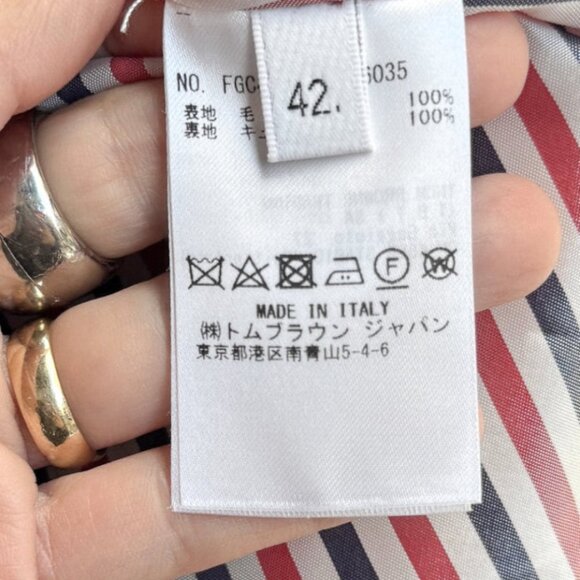 NO. FGC 6035
42.
表地 毛 100%
裏地 キュ 100%
F
W
MADE IN ITALY
㈱トムブラウン ジャパン
東京都港区南青山5-4-6